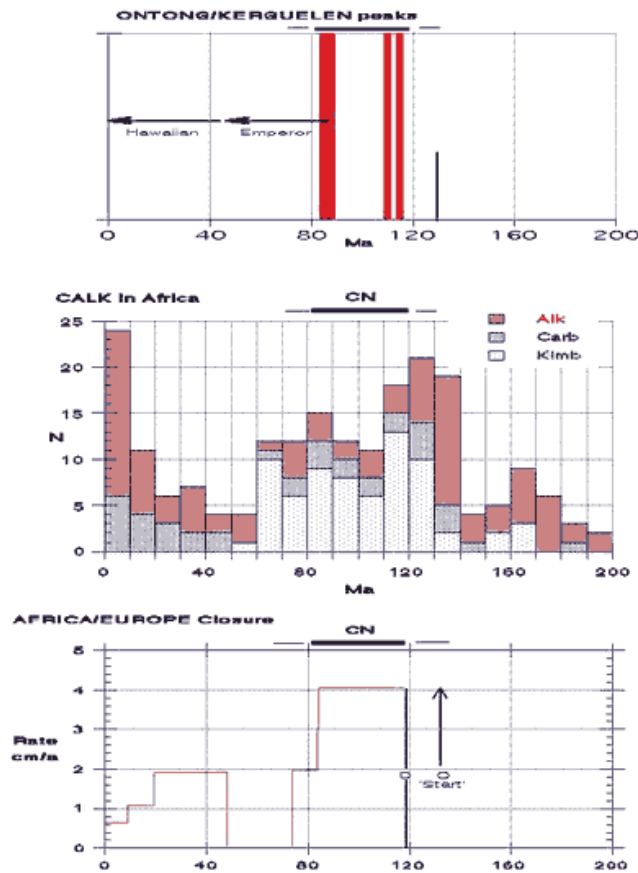 ONTONG/KERGUELEN peaks
Hawaiian Emperor
0 40 80 120 160 200
Ma
CALK in Africa CN
25
20
15
10
5
0
N
Alk
Carb
Kimb
0 40 80 120 160 200
Ma
AFRICA/EUROPE Closure
CN
5
4
3
2
1
0
Rate
cm/a
'Start'
0 40 80 120 160 200
Ma